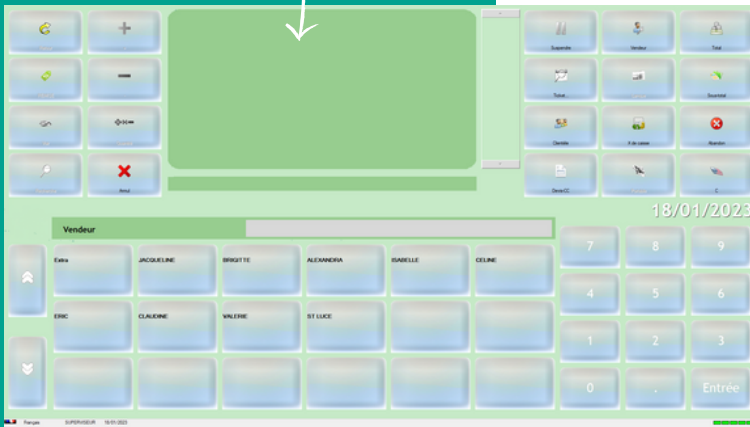 Suspendre
Vendeur
Total
Ticket...
Sous-total
Clientèle
X de caisse
Abandon
Annul
Devis-CC
C
18/01/2023
Vendeur
7
8
9
Extra
JACQUELINE
BRIGITTE
ALEXANDRA
ISABELLE
CELINE
4
5
6
ERIC
CLAUDINE
VALERIE
ST LUCE
1
2
3
0
.
Entrée
Français
SUPERVISEUR
18/01/2023